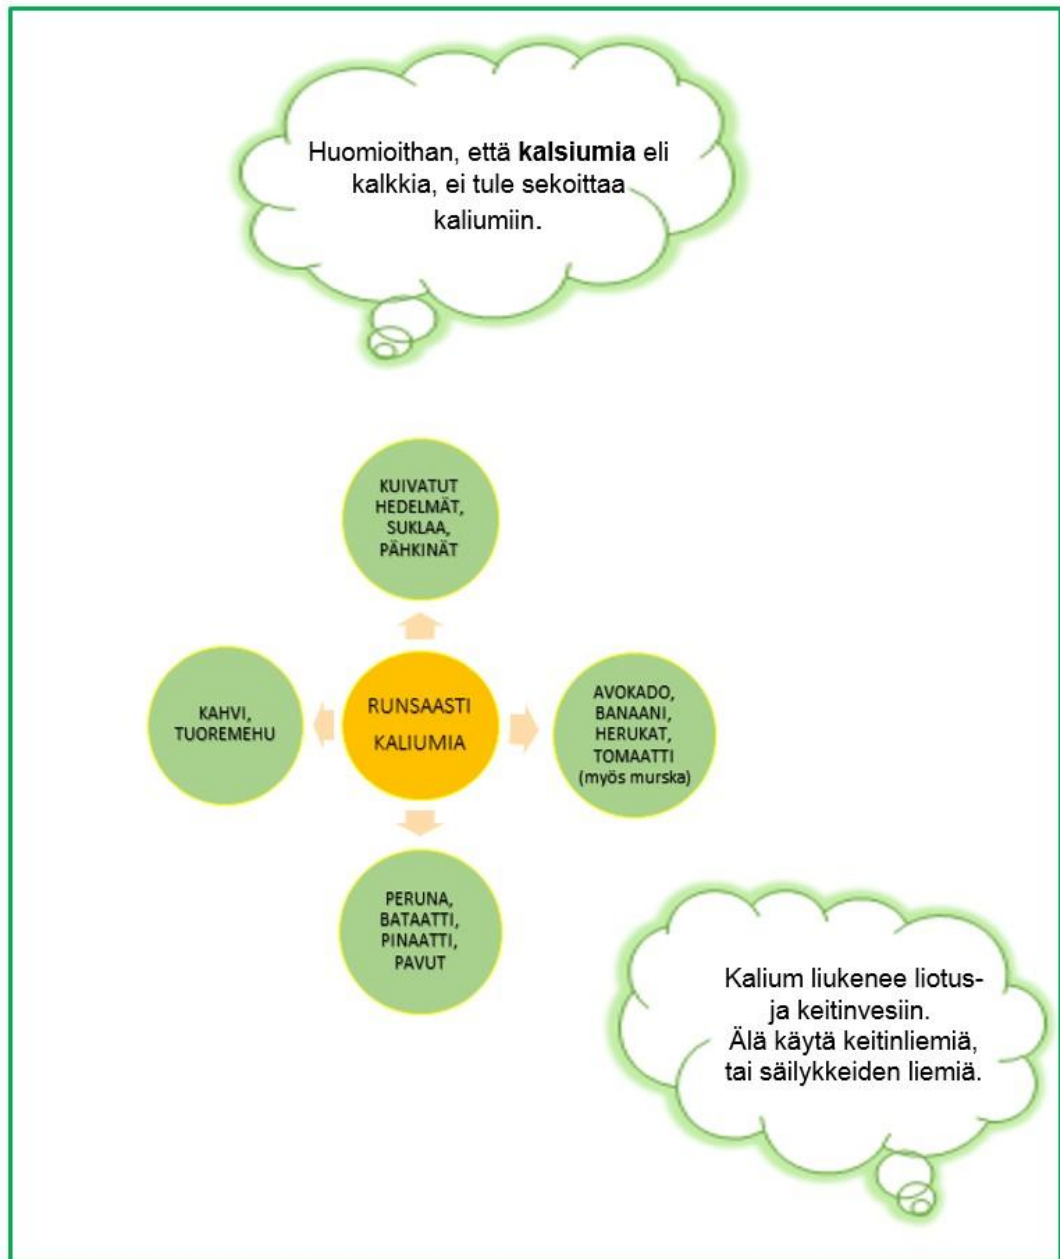 Huomioithan, että kalsiumia eli
kalkkia, ei tule sekoittaa
kaliumiin.
KUIVATUT
HEDELMÄT,
SUKLAA,
PÄHKINÄT
KAHVI,
TUOREMEHU
RUNSAASTI
KALIUMIA
AVOKADO,
BANAANI,
HERUKAT,
TOMAATTI
(myös murska)
PERUNA,
BATAATTI,
PINAATTI,
PAVUT
Kalium liukenee liotus-
ja keitinvesiin.
Älä käytä keitinliemiä,
tai säilykkeiden liemiä.